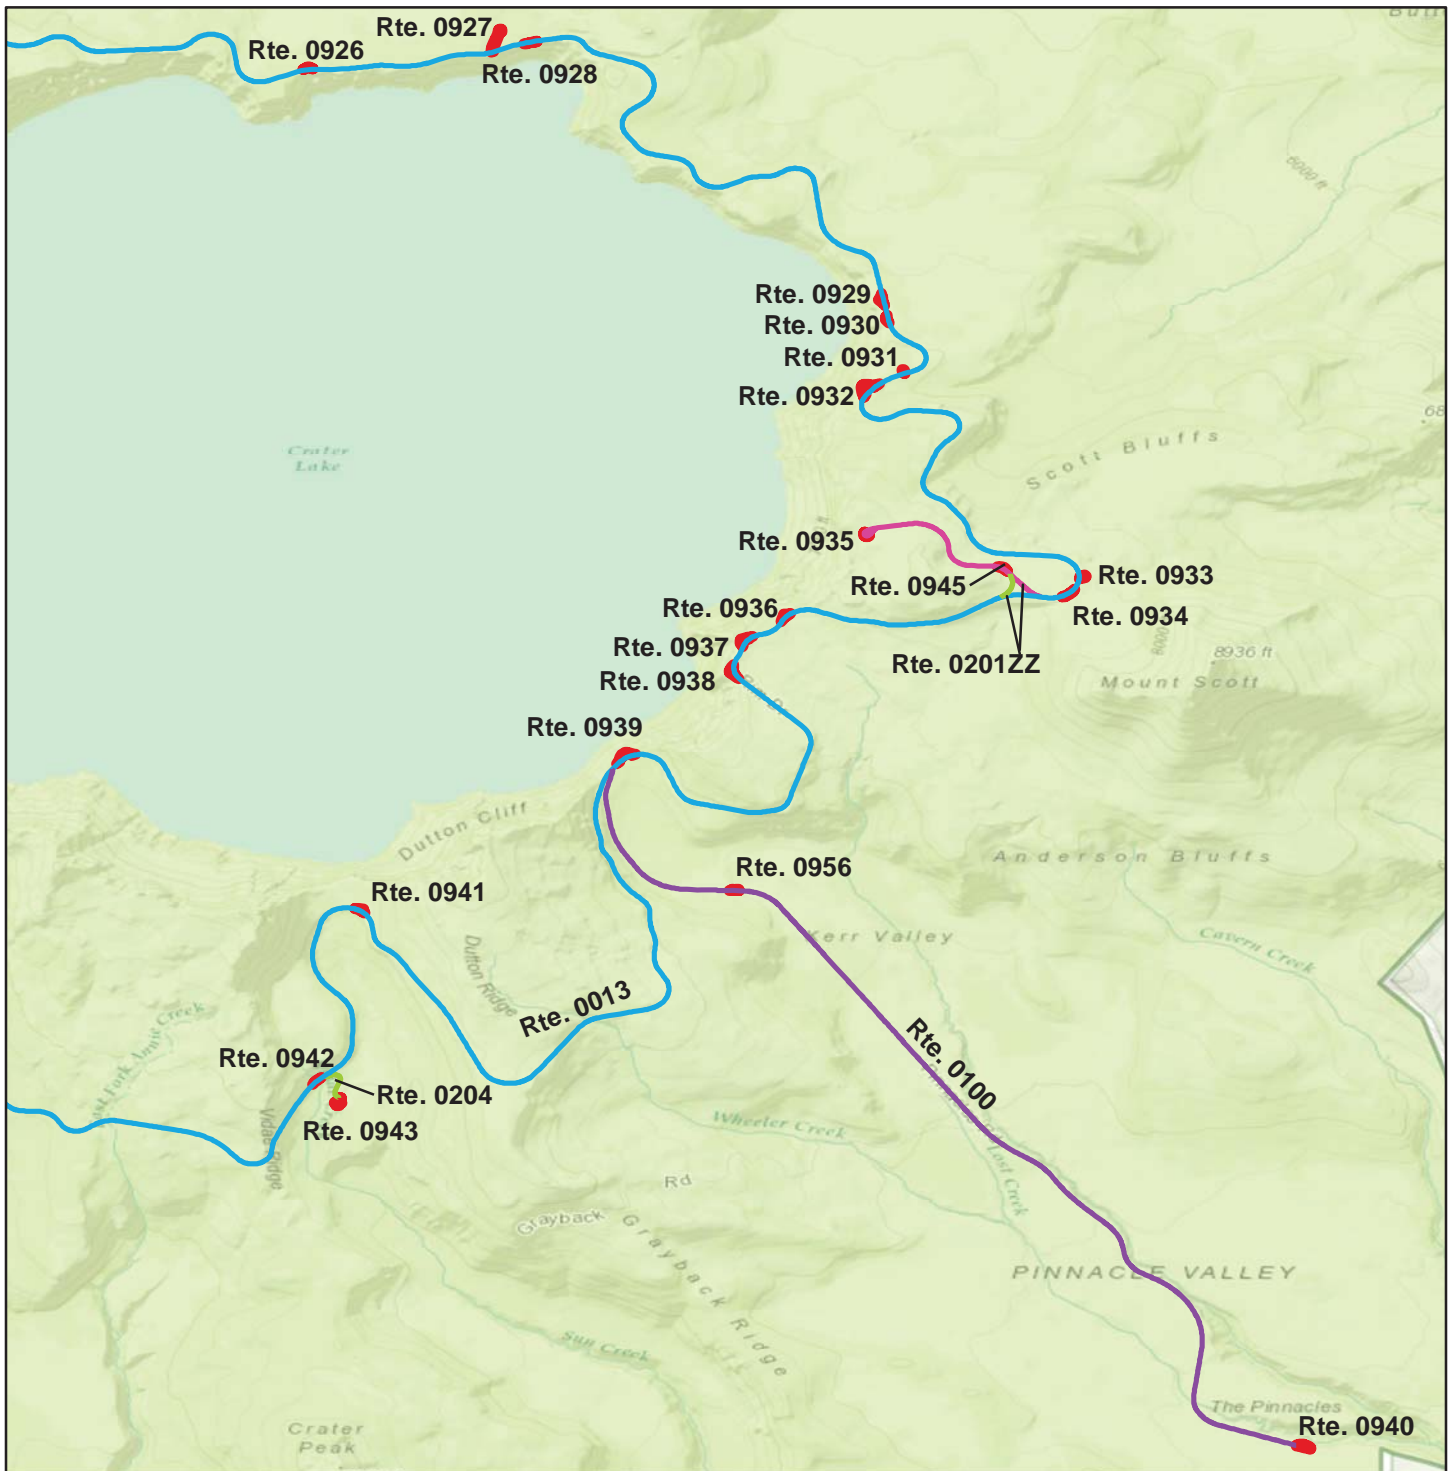 Rte. 0927
Rte. 0926
Rte. 0928
6000 ft
Rte. 0929
Rte. 0930
Rte. 0931
Rte. 0932
Crater
Lake
Scott Bluffs
Rte. 0935
Rte. 0945
Rte. 0933
Rte. 0934
Rte. 0936
Rte. 0937
Rte. 0938
Rte. 0201ZZ
8936 ft
Mount Scott
Rte. 0939
Dutton Cliff
Anderson Bluffs
Rte. 0956
Rte. 0941
Kerr Valley
Cavern Creek
Dutton Ridge
Rte. 0013
Rte. 0100
Rte. 0942
Rte. 0204
Rte. 0943
Vidae Ridge
Wheeler Creek
Lost Creek
Rd
Grayback
Grayback Ridge
PINNACLE VALLEY
Sun Creek
The Pinnacles
Rte. 0940
Crater
Peak